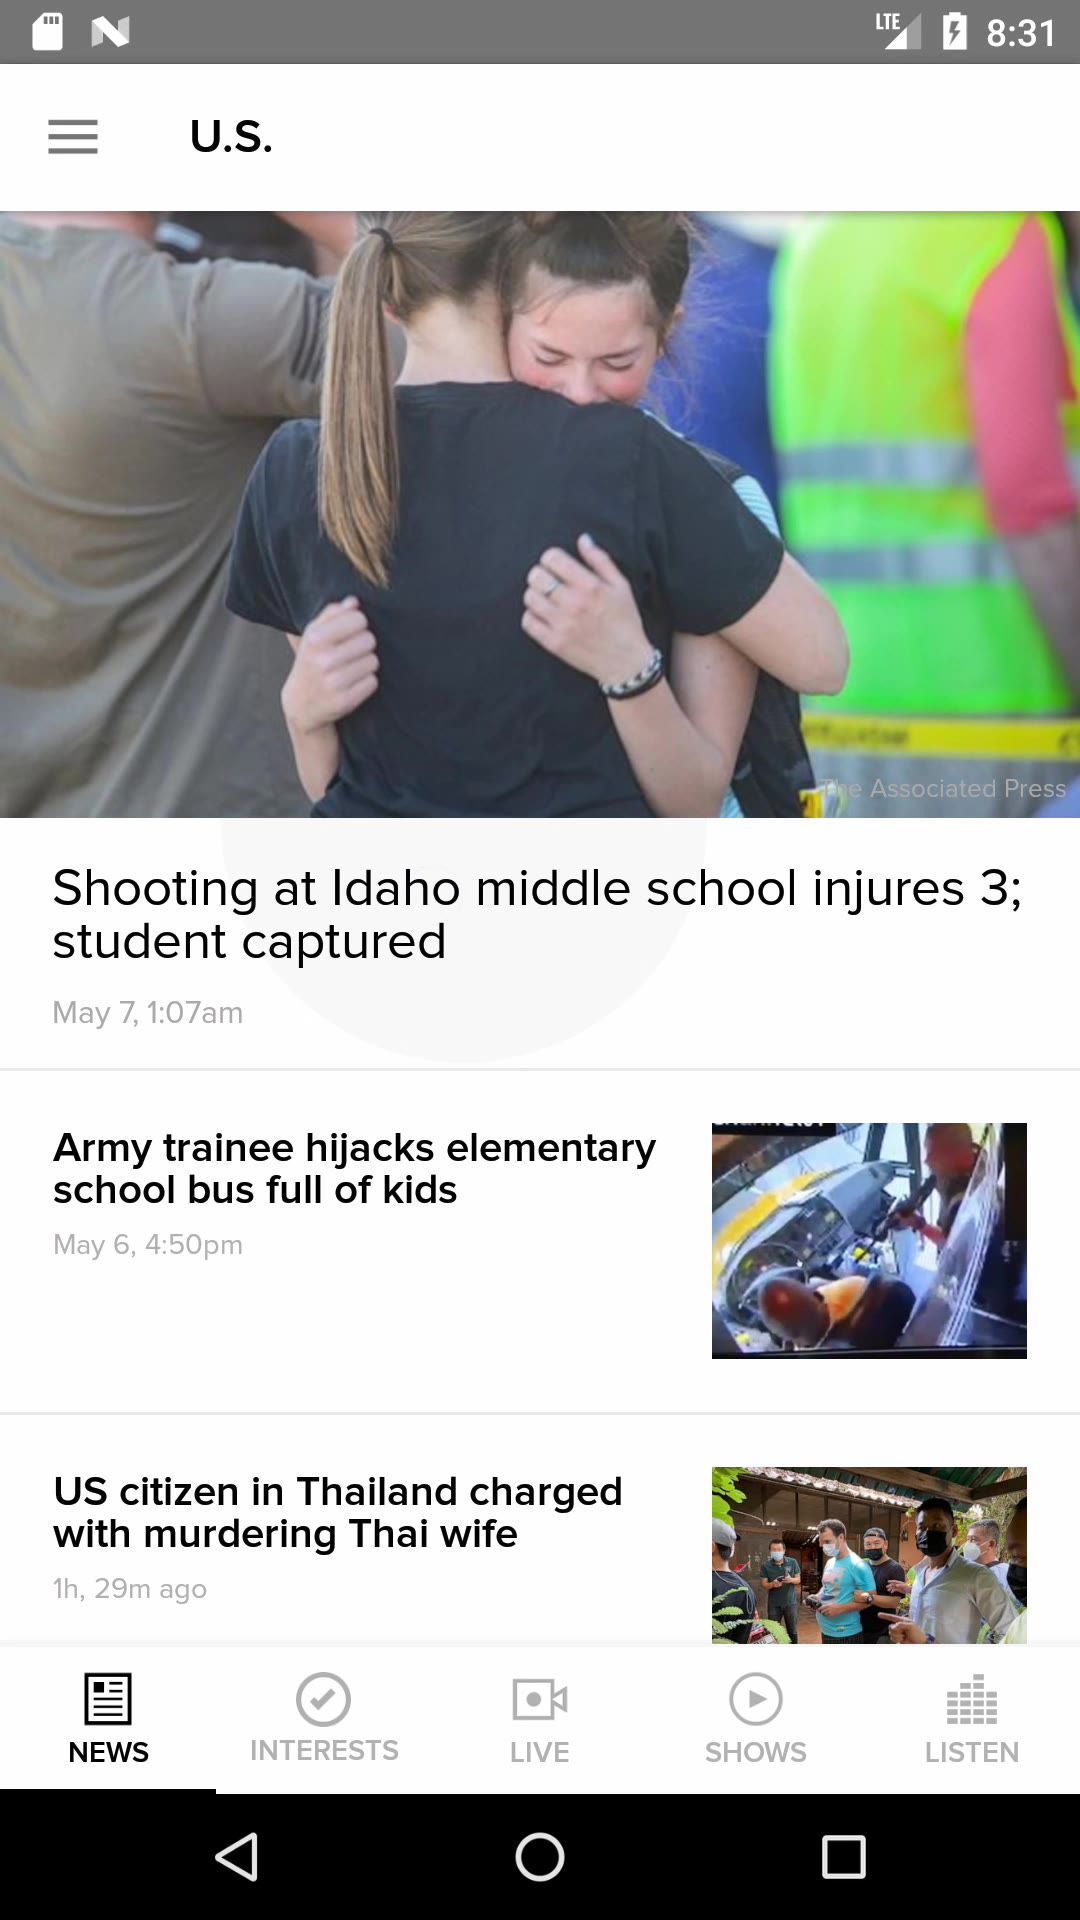 LTE 8:31
U.S.
The Associated Press
Shooting at Idaho middle school injures 3;
student captured
May 7, 1:07am
Army trainee hijacks elementary
school bus full of kids
May 6, 4:50pm
US citizen in Thailand charged
with murdering Thai wife
1h, 29m ago
NEWS INTERESTS LIVE SHOWS LISTEN